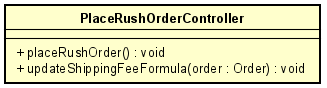 PlaceRushOrderController
+ placeRushOrder() : void
+ updateShippingFeeFormula(order : Order) : void